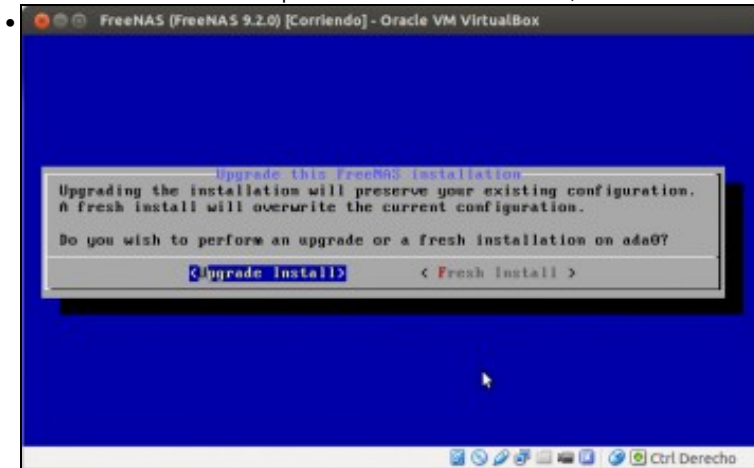 FreeNAS (FreeNAS 9.2.0) [Corriendo] - Oracle VM VirtualBox
Upgrade this FreeNAS installation
Upgrading the installation will preserve your existing configuration.
A fresh install will overwrite the current configuration.
Do you wish to perform an upgrade or a fresh installation on ada0?
<Upgrade Install> < Fresh Install >
Ctrl Derecho